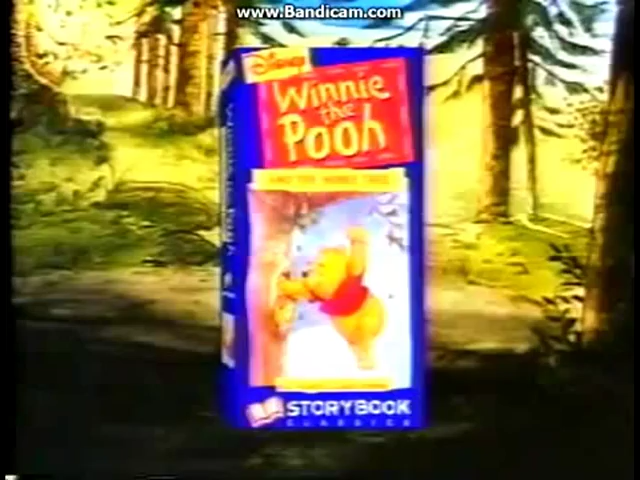 www.Bandicam.com
Disney
Winnie
the
Pooh
AND THE HONEY TREE
STORYBOOK
CLASSICS